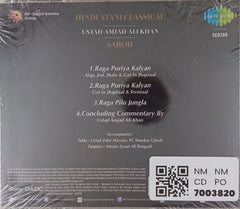 HINDUSTANI CLASSICAL
USTAD AMJAD ALI KHAN
SAROD
1.Raga Puriya Kalyan
Alap, Jod, Jhala & Gat In Jhaptaal
2.Raga Puriya Kalyan
Gat In Jhaptaal & Teentaal
3.Raga Pilu Jungla
4.Concluding Commentary By
Ustad Amjad Ali Khan
Accompanists:
Tabla : Ustad Zakir Hussain, Pt. Shankar Ghosh
NM NM
CD PO
7003820